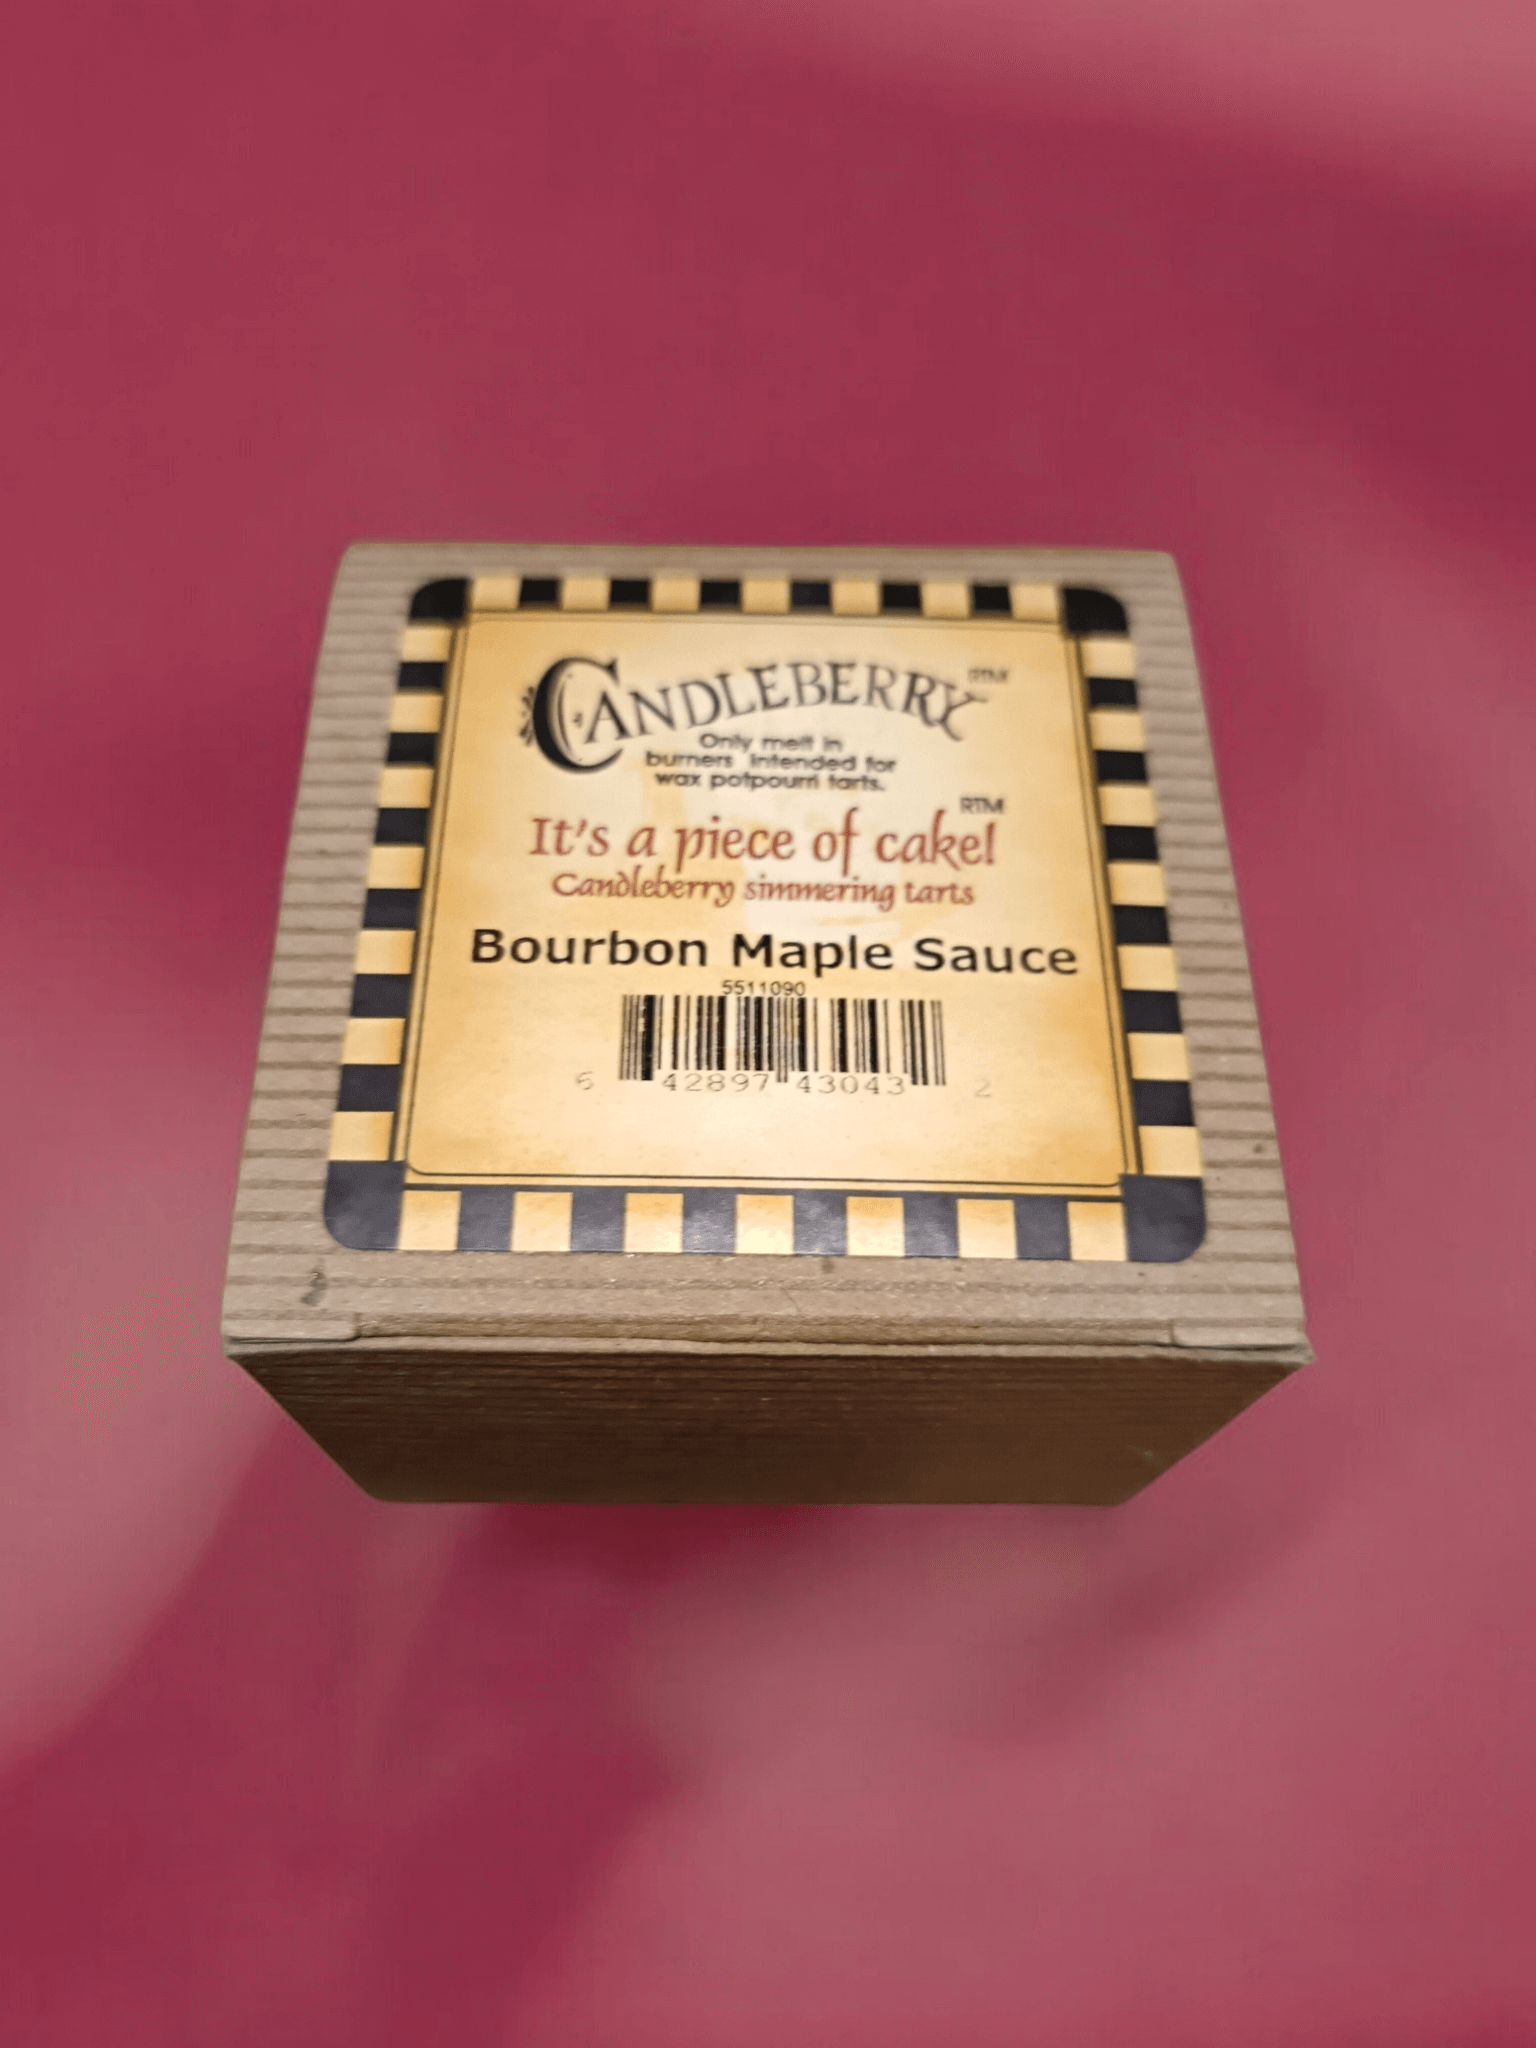 CANDLEBERRY RTM
Only melt in
burners intended for
wax potpourri tarts.
RTM
It's a piece of cake!
Candleberry simmering tarts
Bourbon Maple Sauce
5511090
6 42897 43043 2